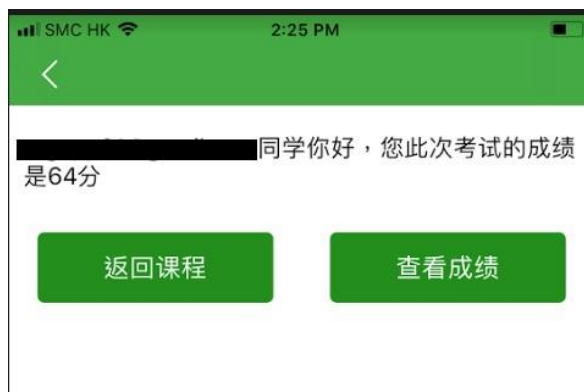 SMC HK
2:25 PM
同学你好，您此次考试的成绩
是64分
返回课程
查看成绩